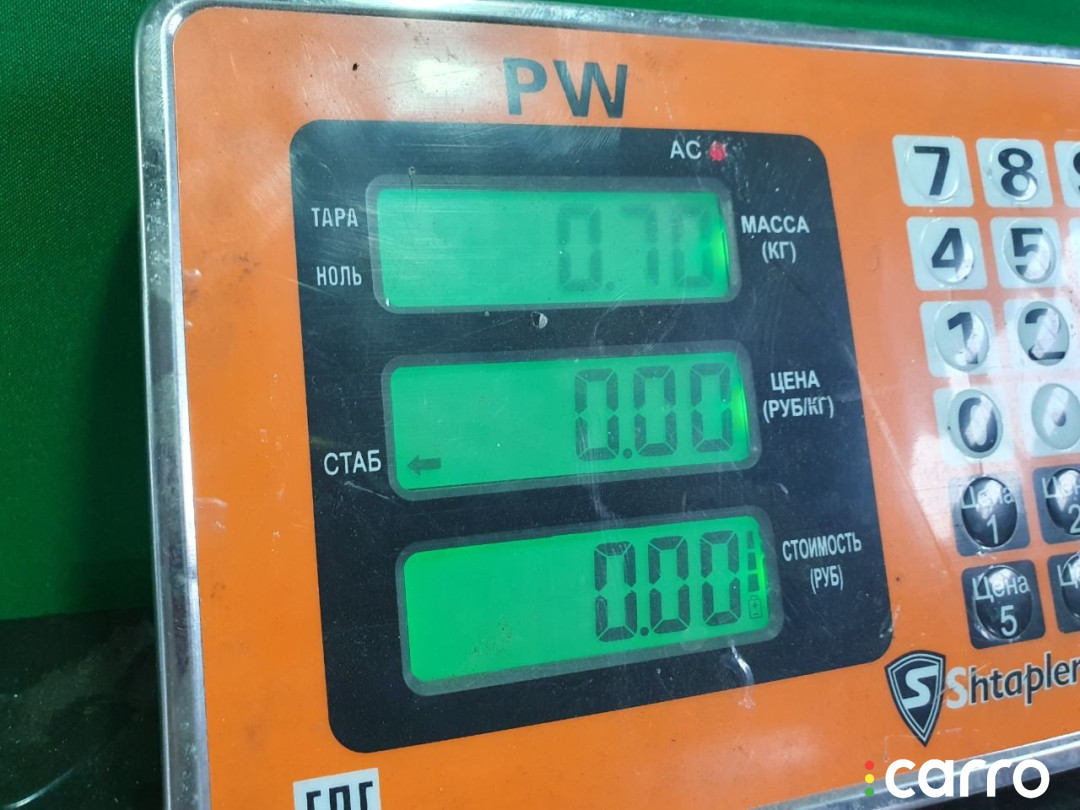 PW
AC
ТАРА
НОЛЬ
0.70
МАССА
(КГ)
0.00
ЦЕНА
(РУБ/КГ)
СТАБ
0.00
СТОИМОСТЬ
(РУБ)
7 8
4 5
1 2
0 .
Цена
1
2
Цена
5
Shtapler
carro